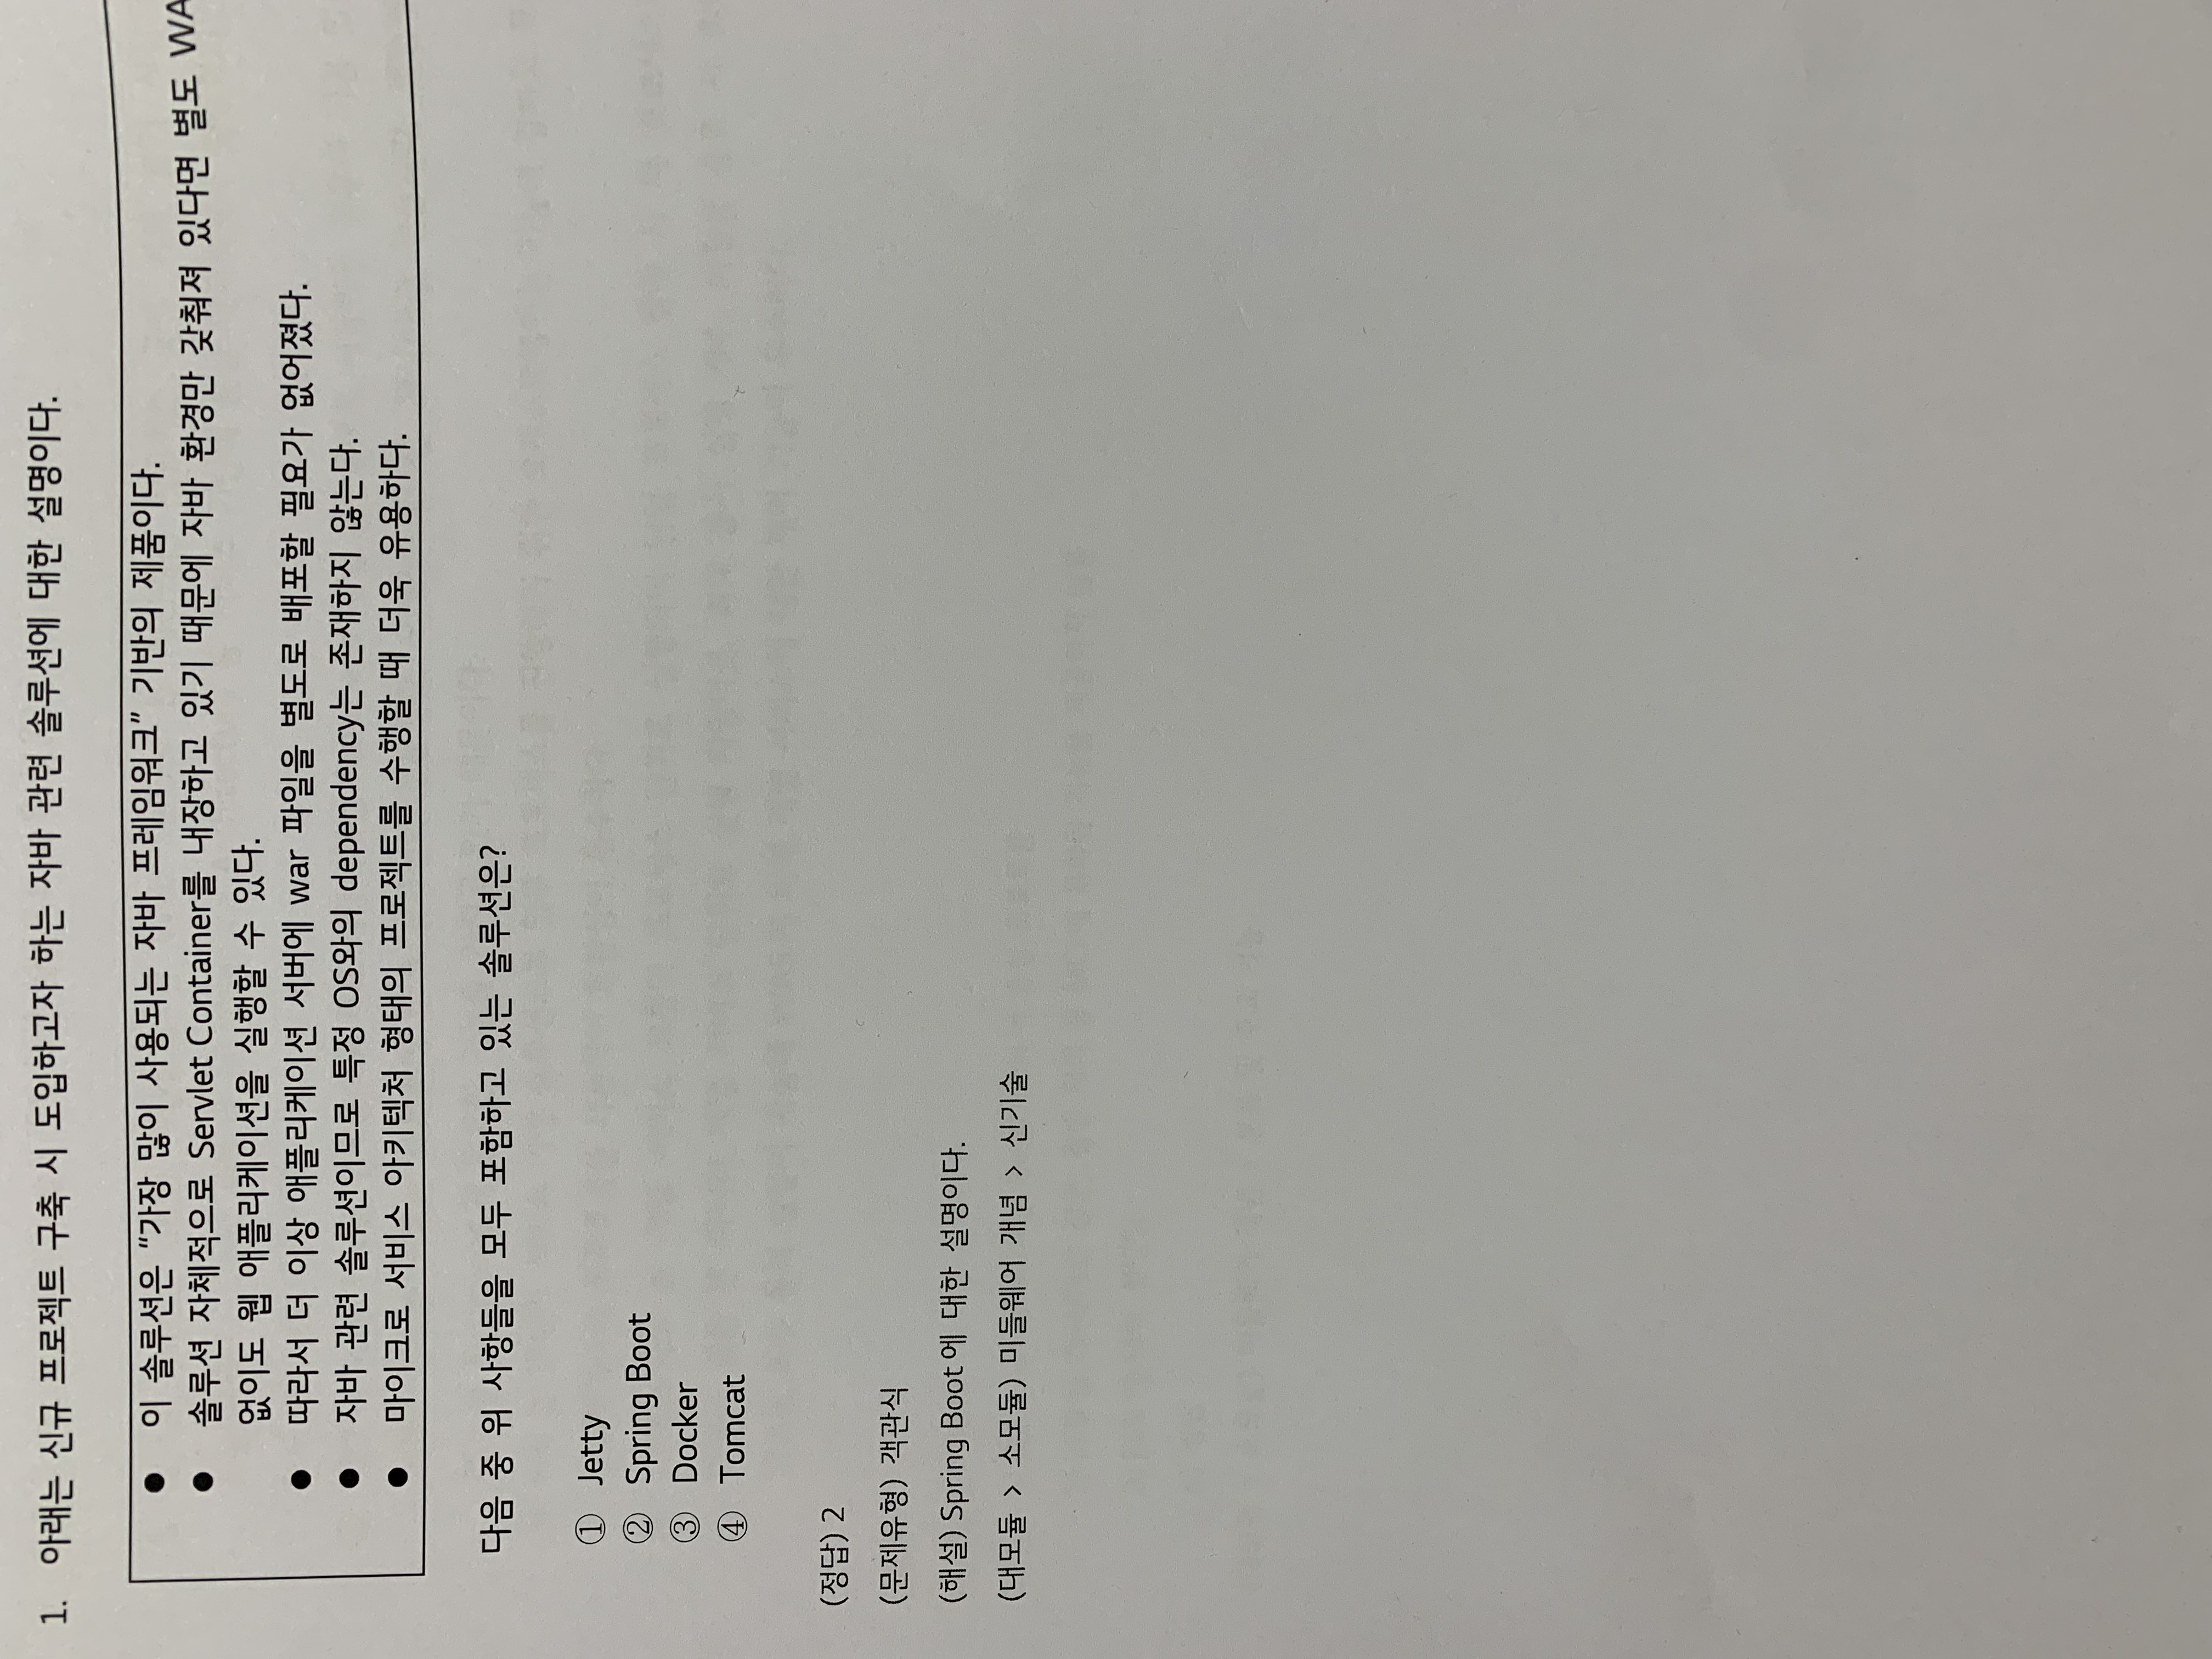 1. 아래는 신규 프로젝트 구축 시 도입하고자 하는 자바 관련 솔루션에 대한 설명이다.
● 이 솔루션은 “가장 많이 사용되는 자바 프레임워크” 기반의 제품이다.
● 솔루션 자체적으로 Servlet Container를 내장하고 있기 때문에 자바 환경만 갖춰져 있다면 별도 WA
없이도 웹 애플리케이션을 실행할 수 있다.
● 따라서 더 이상 애플리케이션 서버에 war 파일을 별도로 배포할 필요가 없어졌다.
● 자바 관련 솔루션이므로 특정 OS와의 dependency는 존재하지 않는다.
● 마이크로 서비스 아키텍처 형태의 프로젝트를 수행할 때 더욱 유용하다.
다음 중 위 사항들을 모두 포함하고 있는 솔루션은?
① Jetty
② Spring Boot
③ Docker
④ Tomcat
(정답) 2
(문제유형) 객관식
(해설) Spring Boot에 대한 설명이다.
(대모듈 > 소모듈) 미들웨어 개념 > 신기술